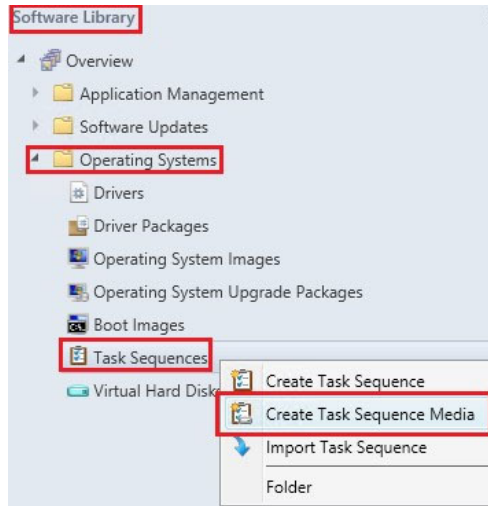 Software Library
Overview
Application Management
Software Updates
Operating Systems
Drivers
Driver Packages
Operating System Images
Operating System Upgrade Packages
Boot Images
Task Sequences
Create Task Sequence
Virtual Hard Disks
Create Task Sequence Media
Import Task Sequence
Folder